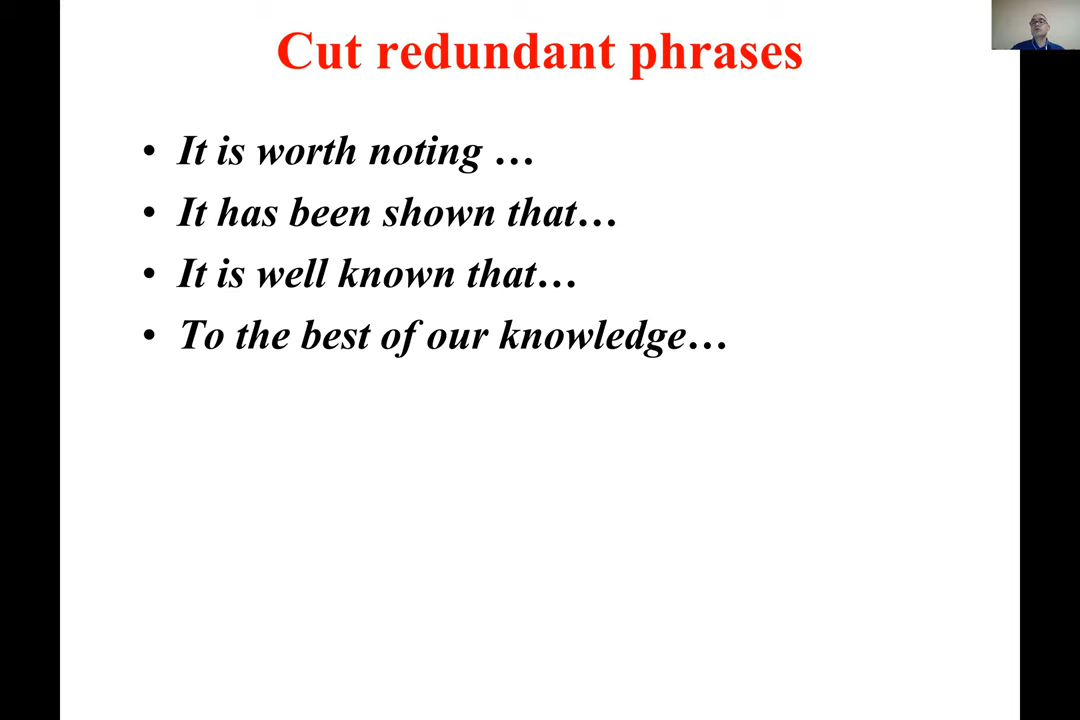 Cut redundant phrases
• It is worth noting …
• It has been shown that…
• It is well known that…
• To the best of our knowledge…